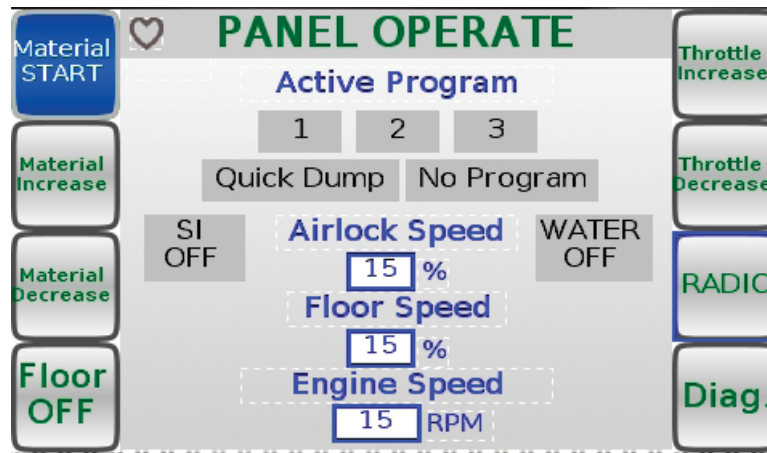 Material
START
PANEL OPERATE
Throttle
Increase
Active Program
1 2 3
Material
Increase
Quick Dump No Program
Throttle
Decrease
SI
OFF
Airlock Speed
WATER
OFF
15 %
Material
Decrease
Floor Speed
RADIO
15 %
Floor
OFF
Engine Speed
Diag.
15 RPM